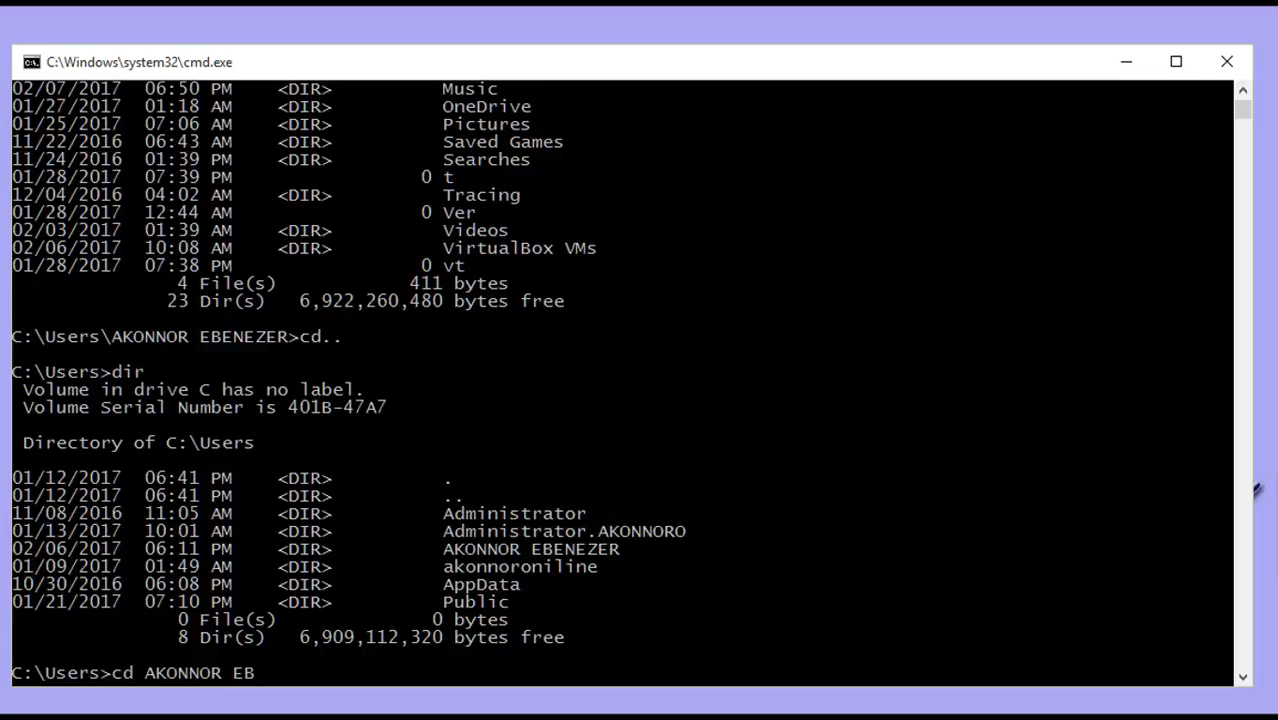 C:\Windows\system32\cmd.exe
02/07/2017  06:50 PM    <DIR>          Music
01/27/2017  01:18 AM    <DIR>          OneDrive
01/25/2017  07:06 AM    <DIR>          Pictures
11/22/2016  06:43 AM    <DIR>          Saved Games
11/24/2016  01:39 PM    <DIR>          Searches
01/28/2017  07:39 PM                 0 t
12/04/2016  04:02 AM    <DIR>          Tracing
01/28/2017  12:44 AM                 0 Ver
02/03/2017  01:39 AM    <DIR>          Videos
02/06/2017  10:08 AM    <DIR>          VirtualBox VMs
01/28/2017  07:38 PM                 0 vt
               4 File(s)            411 bytes
              23 Dir(s)   6,922,260,480 bytes free
C:\Users\AKONNOR EBENEZER>cd..
C:\Users>dir
 Volume in drive C has no label.
 Volume Serial Number is 401B-47A7
 Directory of C:\Users
01/12/2017  06:41 PM    <DIR>          .
01/12/2017  06:41 PM    <DIR>          ..
11/08/2016  11:05 AM    <DIR>          Administrator
01/13/2017  10:01 AM    <DIR>          Administrator.AKONNORO
02/06/2017  06:11 PM    <DIR>          AKONNOR EBENEZER
01/09/2017  01:49 AM    <DIR>          akonnoroniline
10/30/2016  06:08 PM    <DIR>          AppData
01/21/2017  07:10 PM    <DIR>          Public
               0 File(s)              0 bytes
               8 Dir(s)   6,909,112,320 bytes free
C:\Users>cd AKONNOR EB